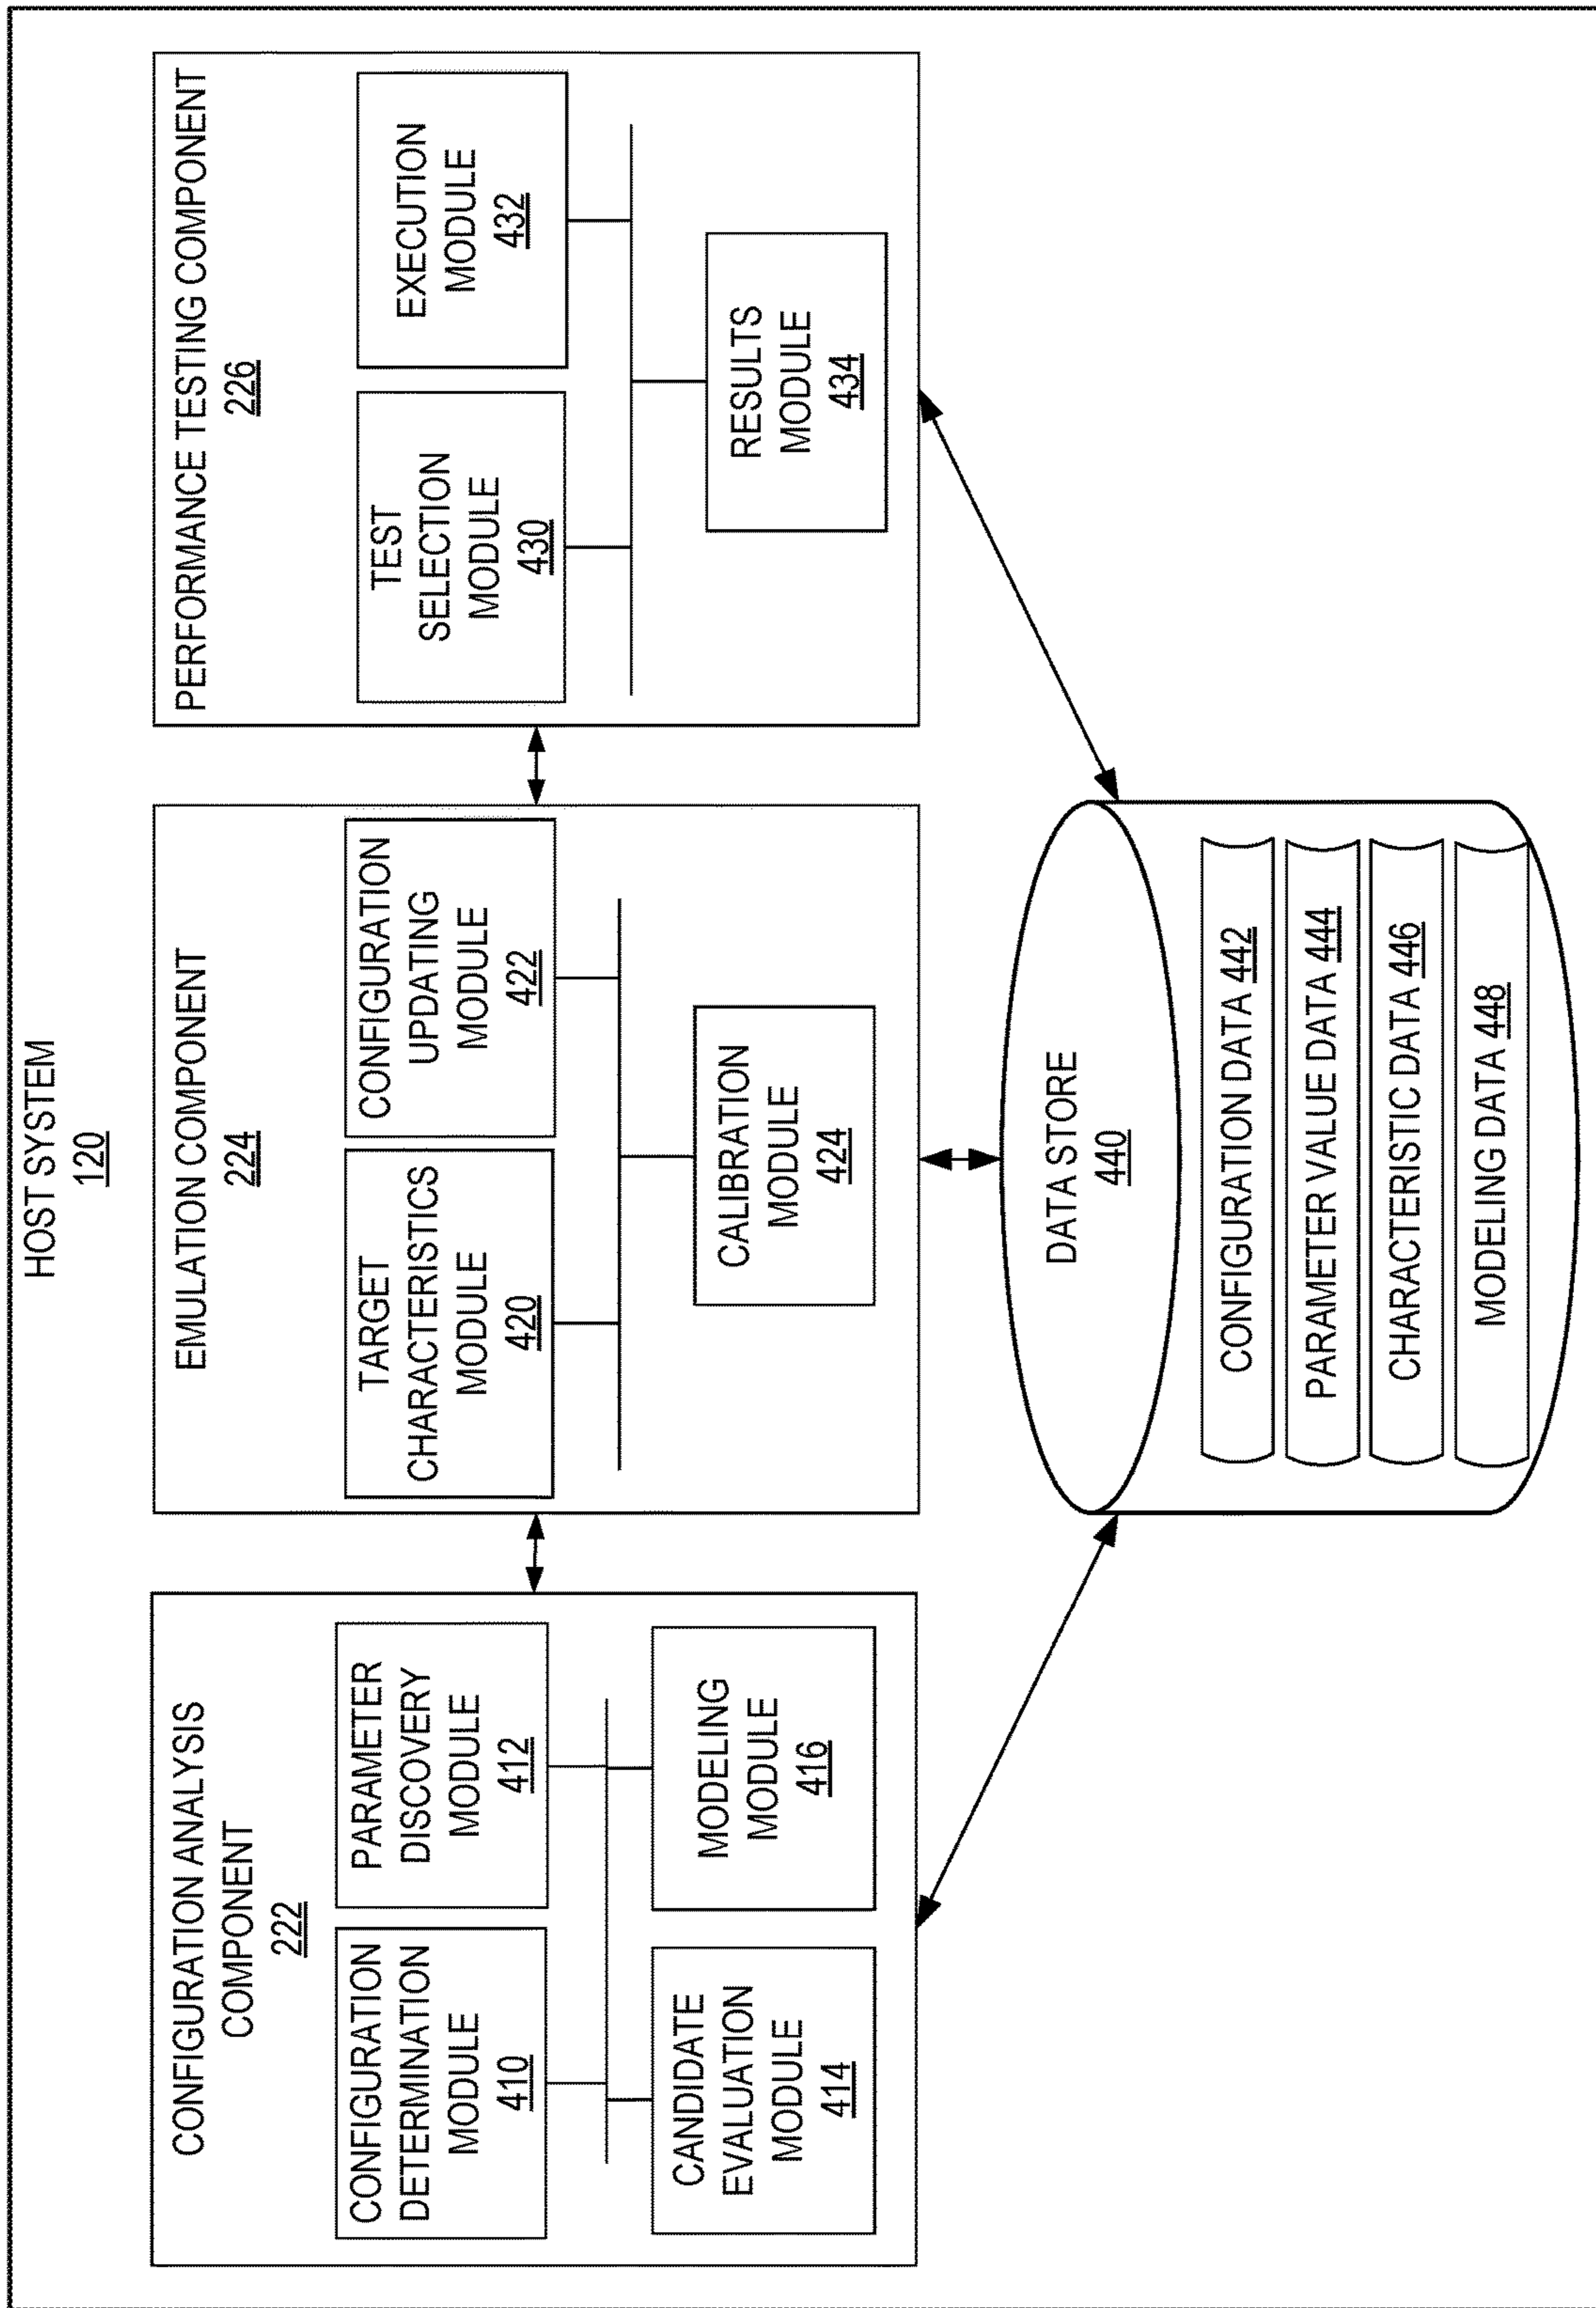 HOST SYSTEM
120
CONFIGURATION ANALYSIS
COMPONENT
222
CONFIGURATION
DETERMINATION
MODULE
410
PARAMETER
DISCOVERY
MODULE
412
CANDIDATE
EVALUATION
MODULE
414
MODELING
MODULE
416
EMULATION COMPONENT
224
TARGET
CHARACTERISTICS
MODULE
420
CONFIGURATION
UPDATING
MODULE
422
CALIBRATION
MODULE
424
PERFORMANCE TESTING COMPONENT
226
TEST
SELECTION
MODULE
430
EXECUTION
MODULE
432
RESULTS
MODULE
434
DATA STORE
440
CONFIGURATION DATA 442
PARAMETER VALUE DATA 444
CHARACTERISTIC DATA 446
MODELING DATA 448